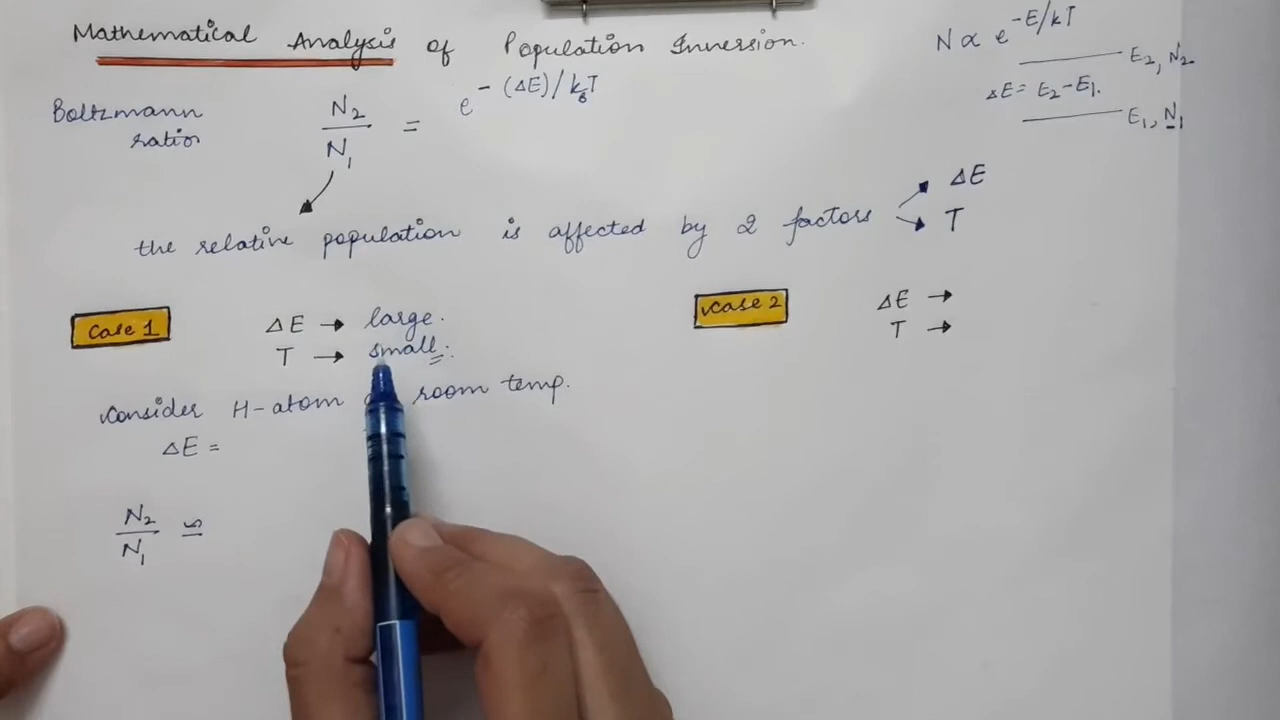 Mathematical Analysis of Population Inversion.
N ∝ e^-E/kT
E2, N2
ΔE = E2 - E1.
E1, N1
Boltzmann ratio
N2/N1 = e^-(ΔE)/kBT
the relative population is affected by 2 factors
ΔE
T
Case 1
ΔE → large.
T → small.
Consider H-atom room temp.
ΔE =
N2/N1 ≃
Case 2
ΔE →
T →